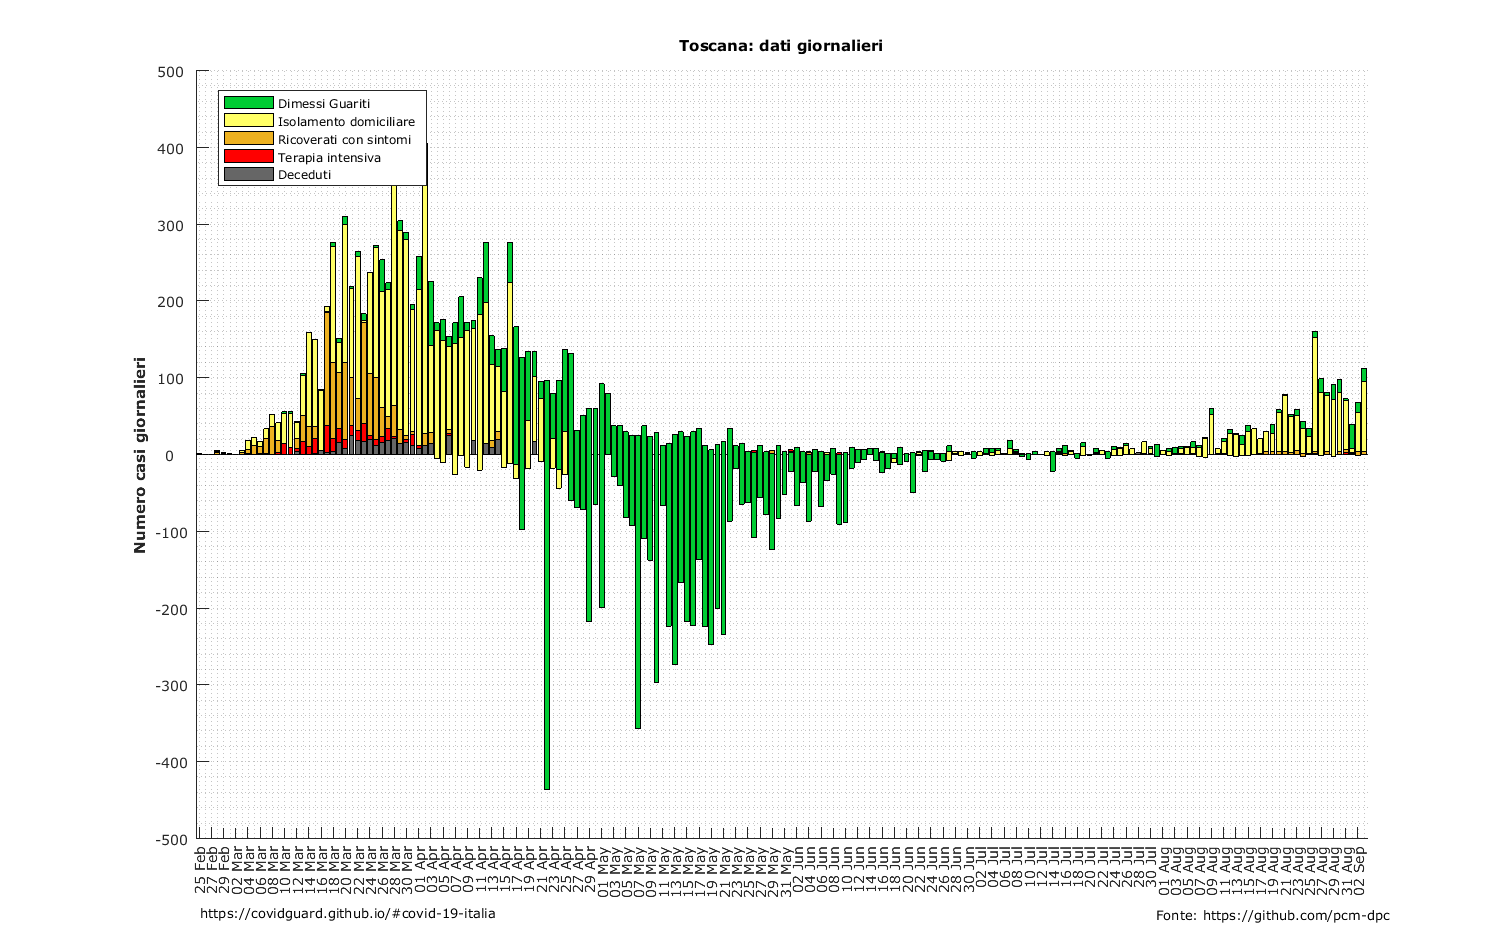 Toscana: dati giornalieri
500
400
300
200
100
0
-100
-200
-300
-400
-500
Numero casi giornalieri
Dimessi Guariti
Isolamento domiciliare
Ricoverati con sintomi
Terapia intensiva
Deceduti
25 Feb
27 Feb
29 Feb
02 Mar
04 Mar
06 Mar
08 Mar
10 Mar
12 Mar
14 Mar
16 Mar
18 Mar
20 Mar
22 Mar
24 Mar
26 Mar
28 Mar
30 Mar
01 Apr
03 Apr
05 Apr
07 Apr
09 Apr
11 Apr
13 Apr
15 Apr
17 Apr
19 Apr
21 Apr
23 Apr
25 Apr
27 Apr
29 Apr
01 May
03 May
05 May
07 May
09 May
11 May
13 May
15 May
17 May
19 May
21 May
23 May
25 May
27 May
29 May
31 May
02 Jun
04 Jun
06 Jun
08 Jun
10 Jun
12 Jun
14 Jun
16 Jun
18 Jun
20 Jun
22 Jun
24 Jun
26 Jun
28 Jun
30 Jun
02 Jul
04 Jul
06 Jul
08 Jul
10 Jul
12 Jul
14 Jul
16 Jul
18 Jul
20 Jul
22 Jul
24 Jul
26 Jul
28 Jul
30 Jul
01 Aug
03 Aug
05 Aug
07 Aug
09 Aug
11 Aug
13 Aug
15 Aug
17 Aug
19 Aug
21 Aug
23 Aug
25 Aug
27 Aug
29 Aug
31 Aug
02 Sep
https://covidguard.github.io/#covid-19-italia
Fonte: https://github.com/pcm-dpc